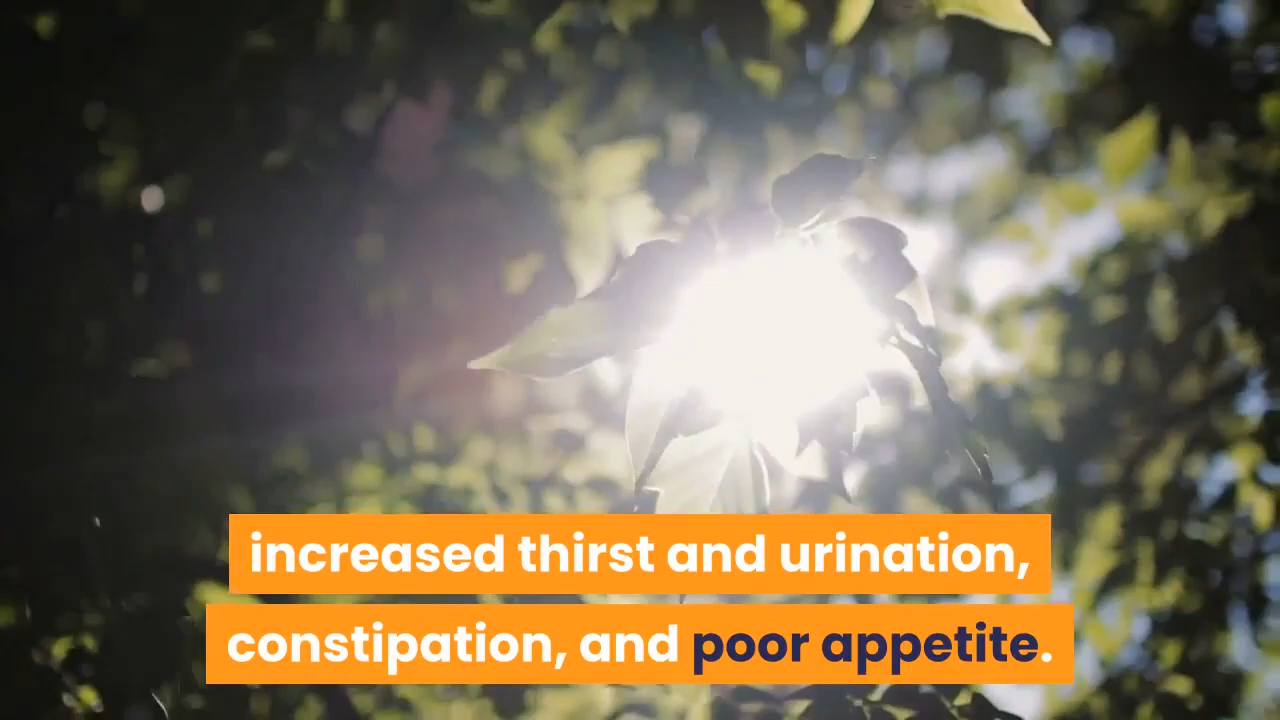 increased thirst and urination,
constipation, and poor appetite.